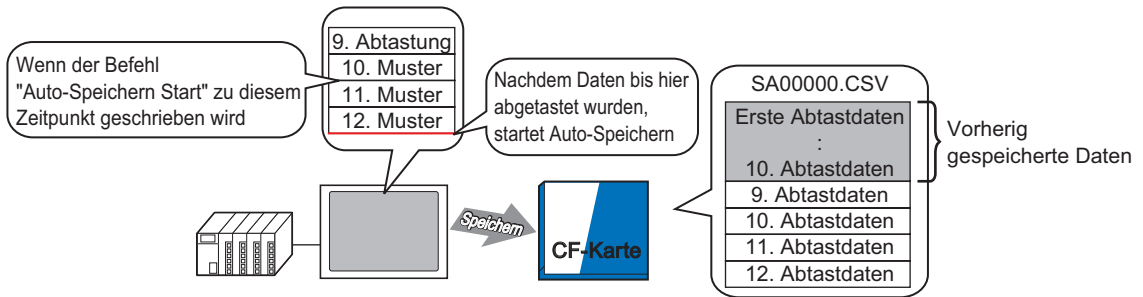 Wenn der Befehl
"Auto-Speichern Start" zu diesem
Zeitpunkt geschrieben wird
9. Abtastung
10. Muster
11. Muster
12. Muster
Nachdem Daten bis hier
abgetastet wurden,
startet Auto-Speichern
Speichern
CF-Karte
SA00000.CSV
Erste Abtastdaten
:
10. Abtastdaten
9. Abtastdaten
10. Abtastdaten
11. Abtastdaten
12. Abtastdaten
Vorherig
gespeicherte Daten